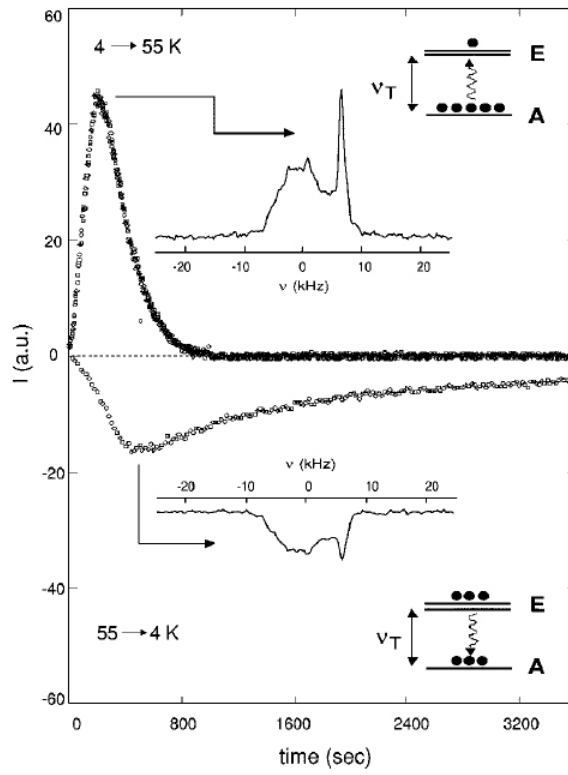 60
4 → 55 K
E
ν_T
A
40
20
-20 -10 0 10 20
ν (kHz)
I (a.u.)
0
ν (kHz)
-20 -10 0 10 20
-20
-40
55 → 4 K
E
ν_T
A
-60
0 800 1600 2400 3200
time (sec)